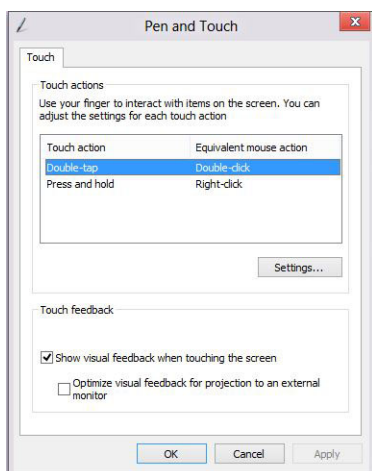 Pen and Touch
Touch
Touch actions
Use your finger to interact with items on the screen. You can
adjust the settings for each touch action
Touch action Equivalent mouse action
Double-tap Double-click
Press and hold Right-click
Settings...
Touch feedback
Show visual feedback when touching the screen
Optimize visual feedback for projection to an external
monitor
OK Cancel Apply